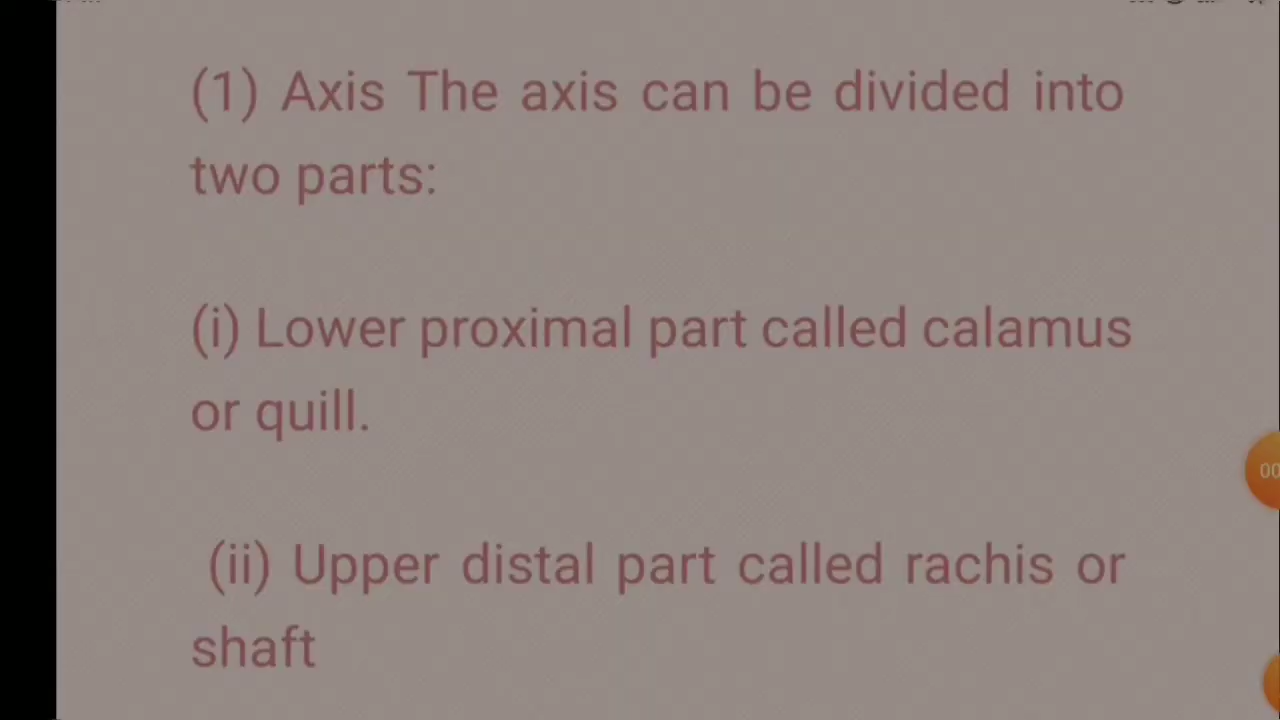 (1) Axis The axis can be divided into
two parts:
(i) Lower proximal part called calamus
or quill.
(ii) Upper distal part called rachis or
shaft
00